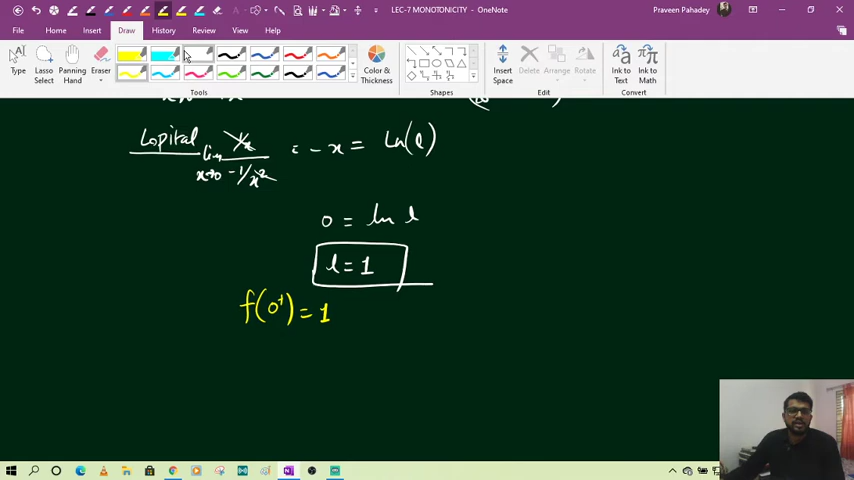 LEC-7 MONOTONICITY - OneNote
Praveen Pahadey
File Home Insert Draw History Review View Help
Type
Lasso Select
Panning Hand
Eraser
Color & Thickness
Insert Space
Delete
Arrange
Rotate
Ink to Text
Ink to Math
Tools Shapes Edit Convert
Lopital lim x→0 1/x / -1/x² = -x = ln(l)
0 = ln l
l = 1
f(0⁺) = 1